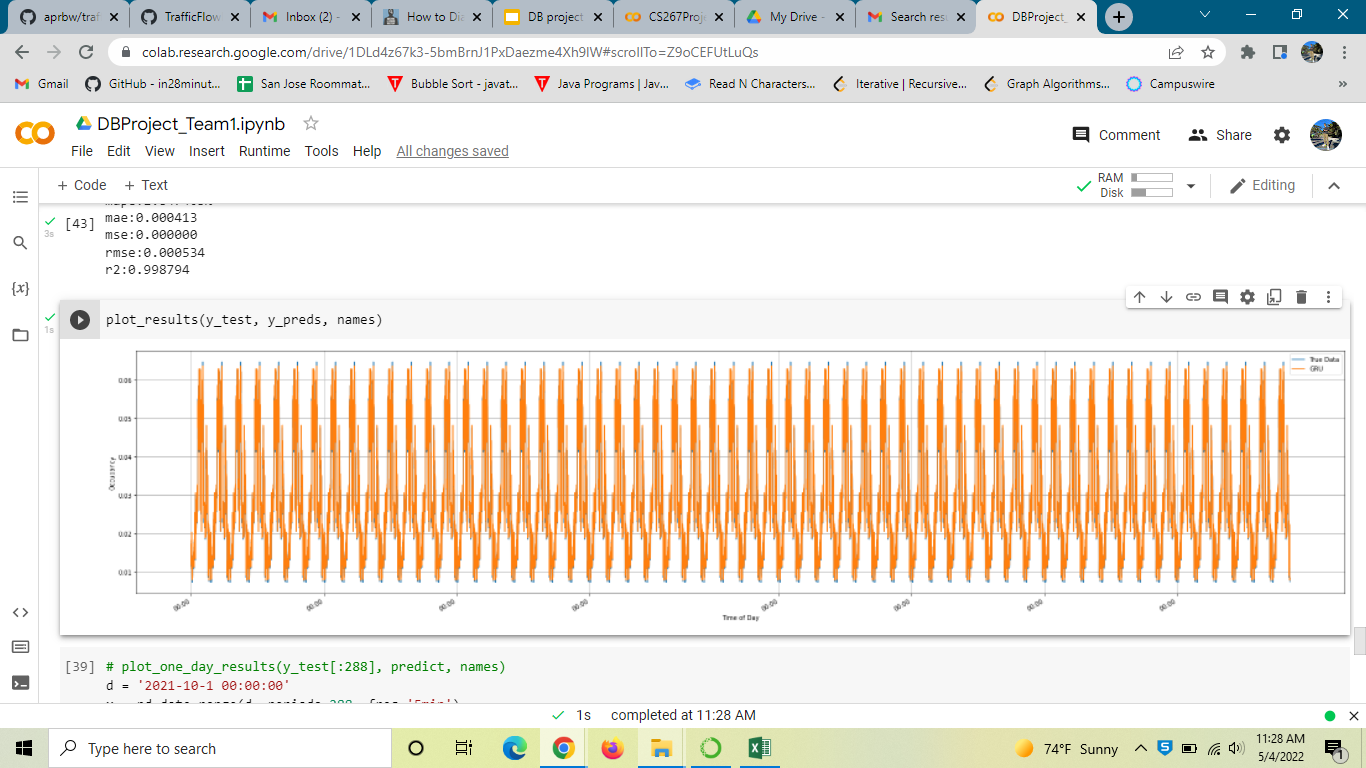 aprbw/traf
TrafficFlow
Inbox (2) -
How to Dia
DB project
CS267Proj
My Drive -
Search resu
DBProject_
colab.research.google.com/drive/1DLd4z67k3-5bmBrnJ1PxDaezme4Xh9lW#scrollTo=Z9oCEFUtLuQs
Gmail
GitHub - in28minut...
San Jose Roommat...
Bubble Sort - javat...
Java Programs | Jav...
Read N Characters...
Iterative | Recursive...
Graph Algorithms...
Campuswire
»
DBProject_Team1.ipynb
Comment
Share
File Edit View Insert Runtime Tools Help All changes saved
+ Code + Text
RAM
Disk
Editing
[43]
3s
mae:0.000413
mse:0.000000
rmse:0.000534
r2:0.998794
{x}
1s
plot_results(y_test, y_preds, names)
True Data
GRU
0.06
0.05
0.04
0.03
0.02
0.01
Occupancy
00:00 00:00 00:00 00:00 00:00 00:00 00:00 00:00
Time of Day
[39] # plot_one_day_results(y_test[:288], predict, names)
d = '2021-10-1 00:00:00'
1s completed at 11:28 AM
Type here to search
74°F Sunny
11:28 AM
5/4/2022
1